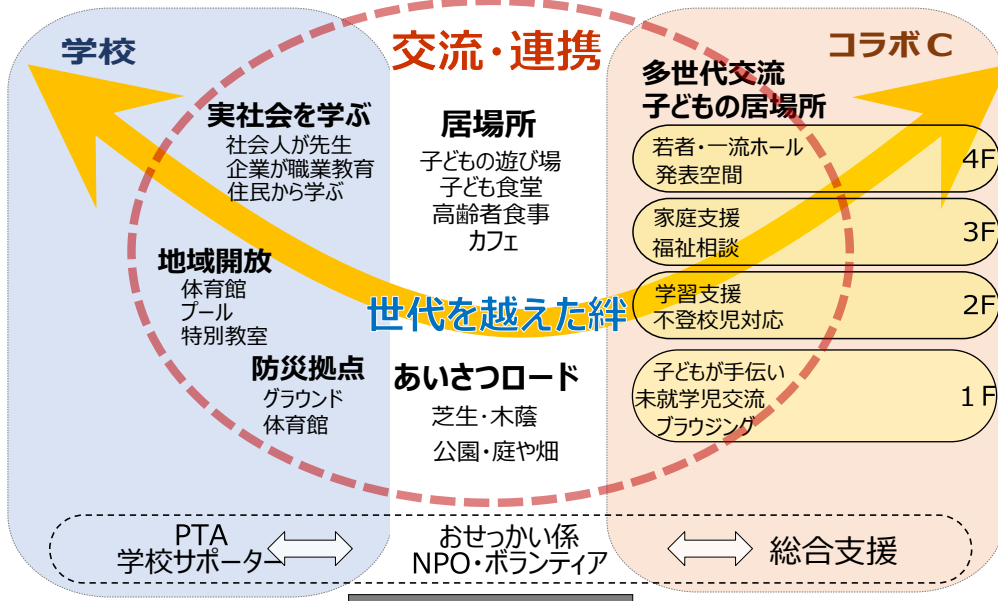 学校
交流・連携
コラボC
実社会を学ぶ
社会人が先生
企業が職業教育
住民から学ぶ
地域開放
体育館
プール
特別教室
防災拠点
グラウンド
体育館
居場所
子どもの遊び場
子ども食堂
高齢者食事
カフェ
世代を越えた絆
あいさつロード
芝生・木蔭
公園・庭や畑
多世代交流
子どもの居場所
若者・一流ホール
発表空間
4F
家庭支援
福祉相談
3F
学習支援
不登校児対応
2F
子どもが手伝い
未就学児交流
ブラウジング
1F
PTA
学校サポーター
おせっかい係
NPO・ボランティア
総合支援